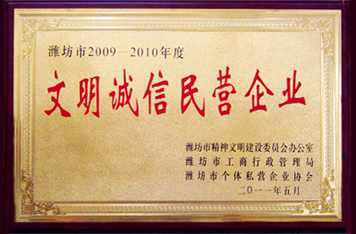 潍坊市2009—2010年度
文明诚信民营企业
潍坊市精神文明建设委员会办公室
潍坊市工商行政管理局
潍坊市个体私营企业协会
二〇一一年五月